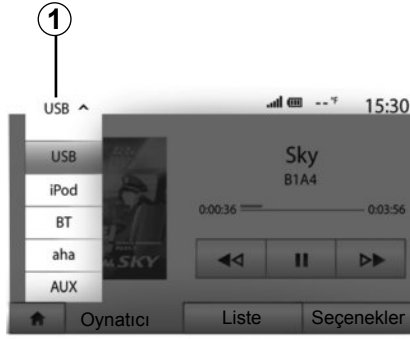 1
USB
--°F 15:30
USB
iPod
BT
aha
AUX
SKY
Sky
B1A4
0:00:36 0:03:56
Oynatıcı Liste Seçenekler